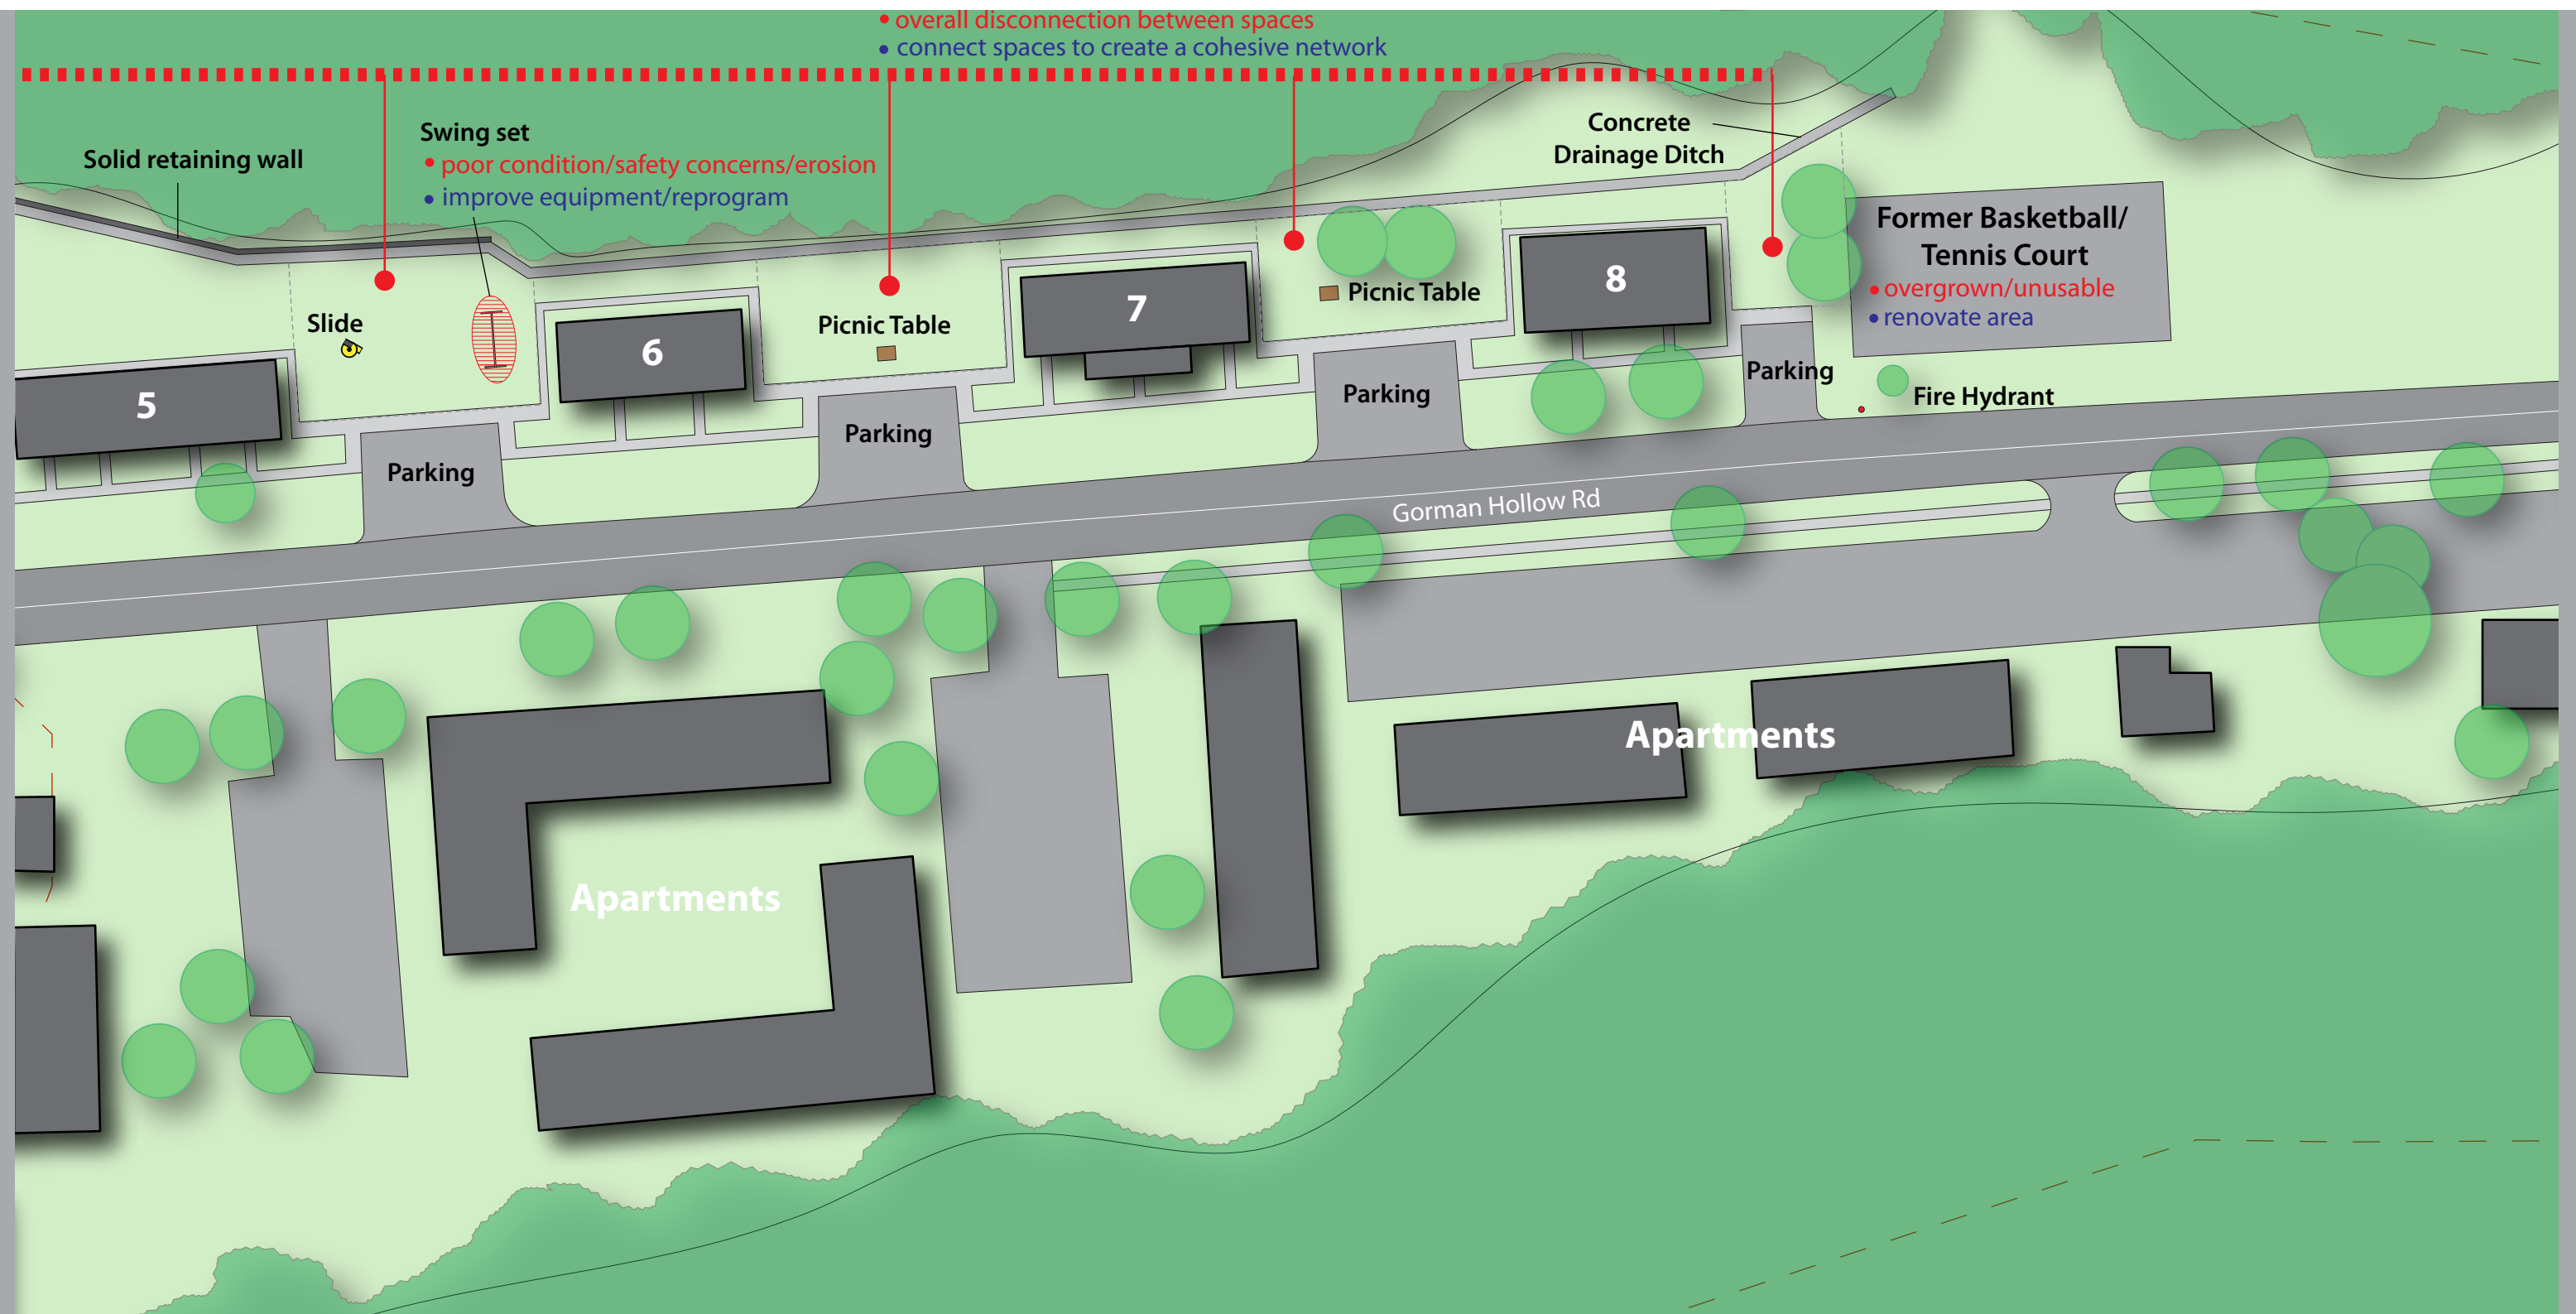 • overall disconnection between spaces
• connect spaces to create a cohesive network
Solid retaining wall
Swing set
• poor condition/safety concerns/erosion
• improve equipment/reprogram
Concrete
Drainage Ditch
Former Basketball/
Tennis Court
• overgrown/unusable
• renovate area
Slide
Picnic Table
Picnic Table
5
6
7
8
Parking
Parking
Parking
Parking
Fire Hydrant
Gorman Hollow Rd
Apartments
Apartments